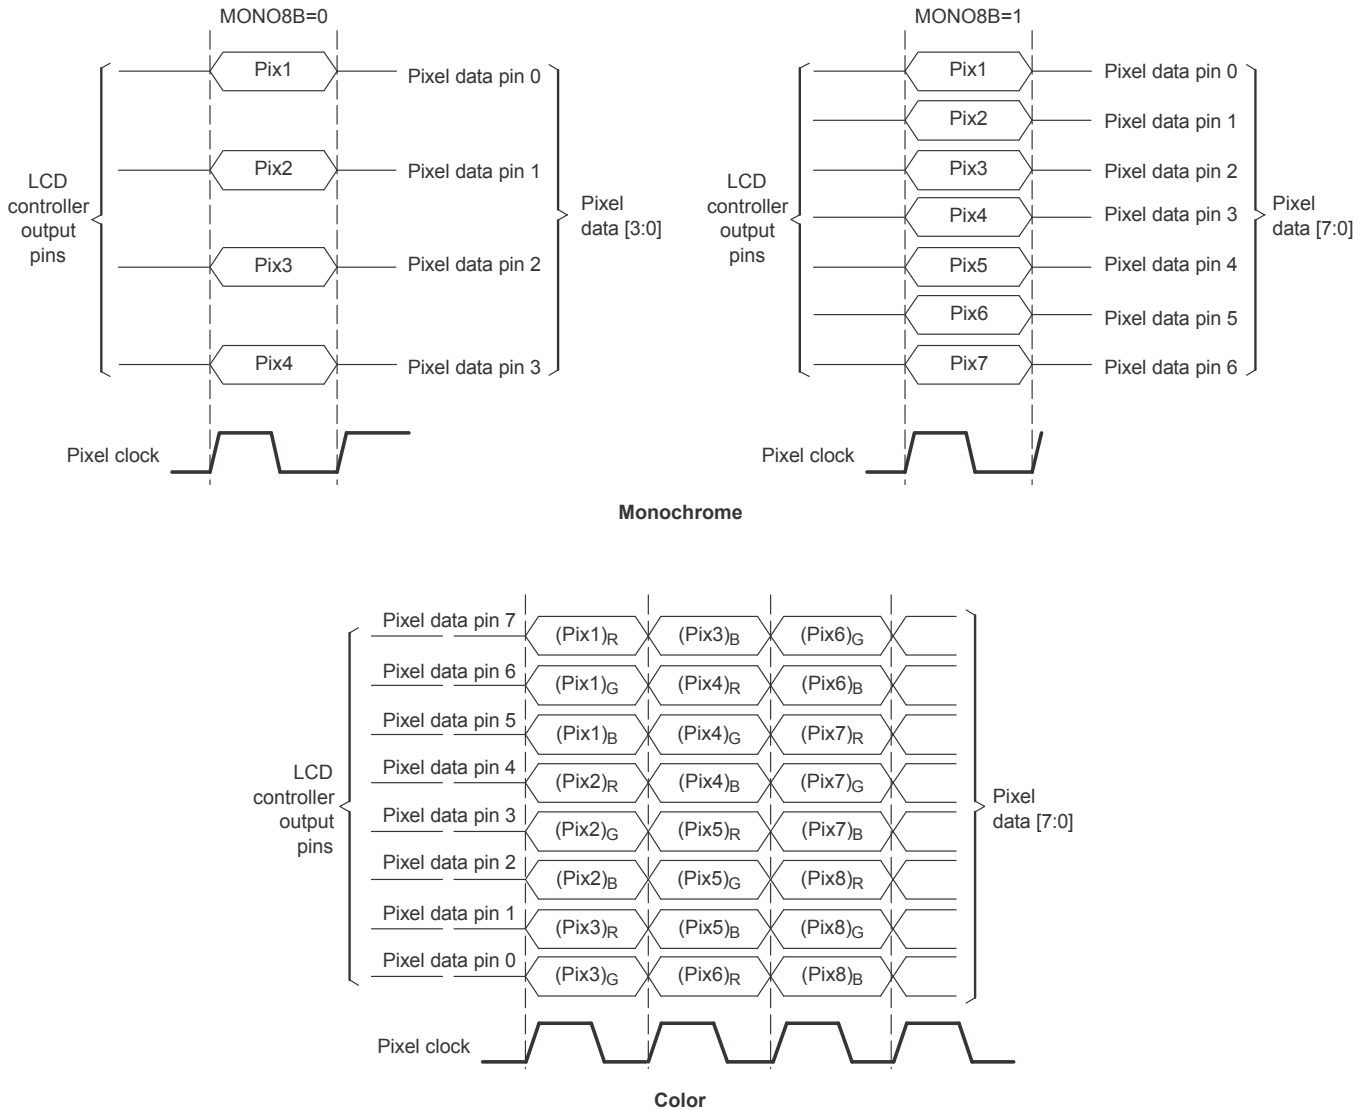 MONO8B=0
Pix1
Pixel data pin 0
Pix2
Pixel data pin 1
LCD
controller
output
pins
Pixel
data [3:0]
Pix3
Pixel data pin 2
Pix4
Pixel data pin 3
Pixel clock
MONO8B=1
Pix1
Pixel data pin 0
Pix2
Pixel data pin 1
Pix3
Pixel data pin 2
LCD
controller
output
pins
Pix4
Pixel data pin 3
Pixel
data [7:0]
Pix5
Pixel data pin 4
Pix6
Pixel data pin 5
Pix7
Pixel data pin 6
Pixel clock
Monochrome
Pixel data pin 7 (Pix1)R (Pix3)B (Pix6)G
Pixel data pin 6 (Pix1)G (Pix4)R (Pix6)B
Pixel data pin 5 (Pix1)B (Pix4)G (Pix7)R
Pixel data pin 4 (Pix2)R (Pix4)B (Pix7)G
LCD
controller
output
pins
Pixel
data [7:0]
Pixel data pin 3 (Pix2)G (Pix5)R (Pix7)B
Pixel data pin 2 (Pix2)B (Pix5)G (Pix8)R
Pixel data pin 1 (Pix3)R (Pix5)B (Pix8)G
Pixel data pin 0 (Pix3)G (Pix6)R (Pix8)B
Pixel clock
Color